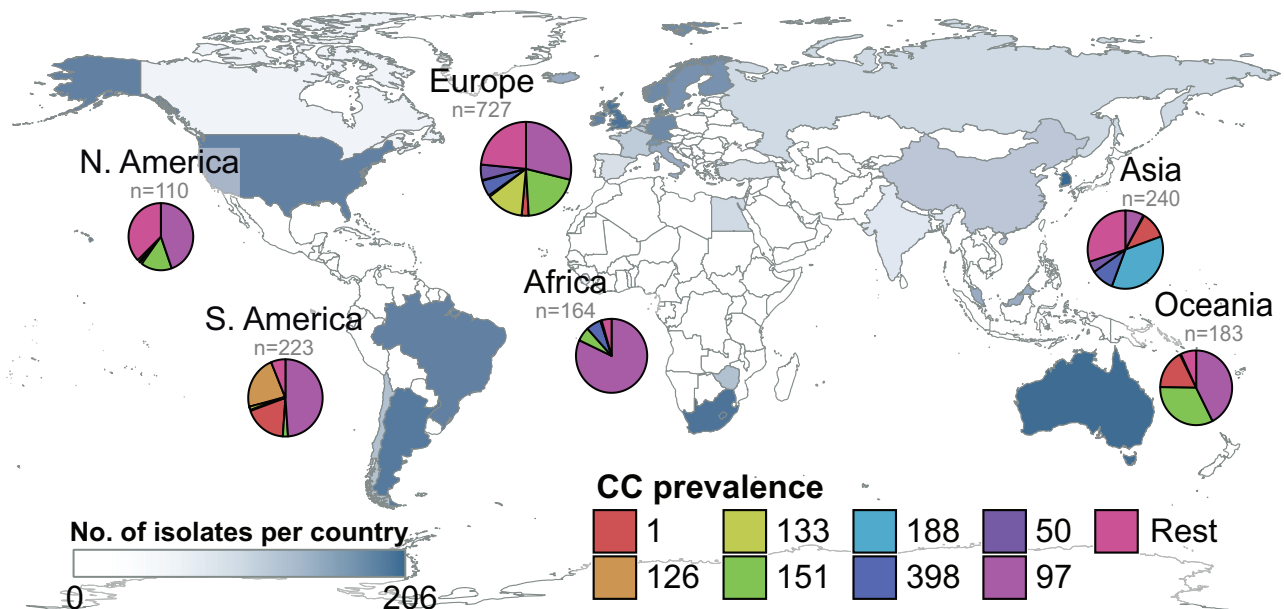 Europe
n=727
N. America
n=110
Asia
n=240
Africa
n=164
Oceania
n=183
S. America
n=223
CC prevalence
No. of isolates per country
0 206
1 133 188 50 Rest
126 151 398 97